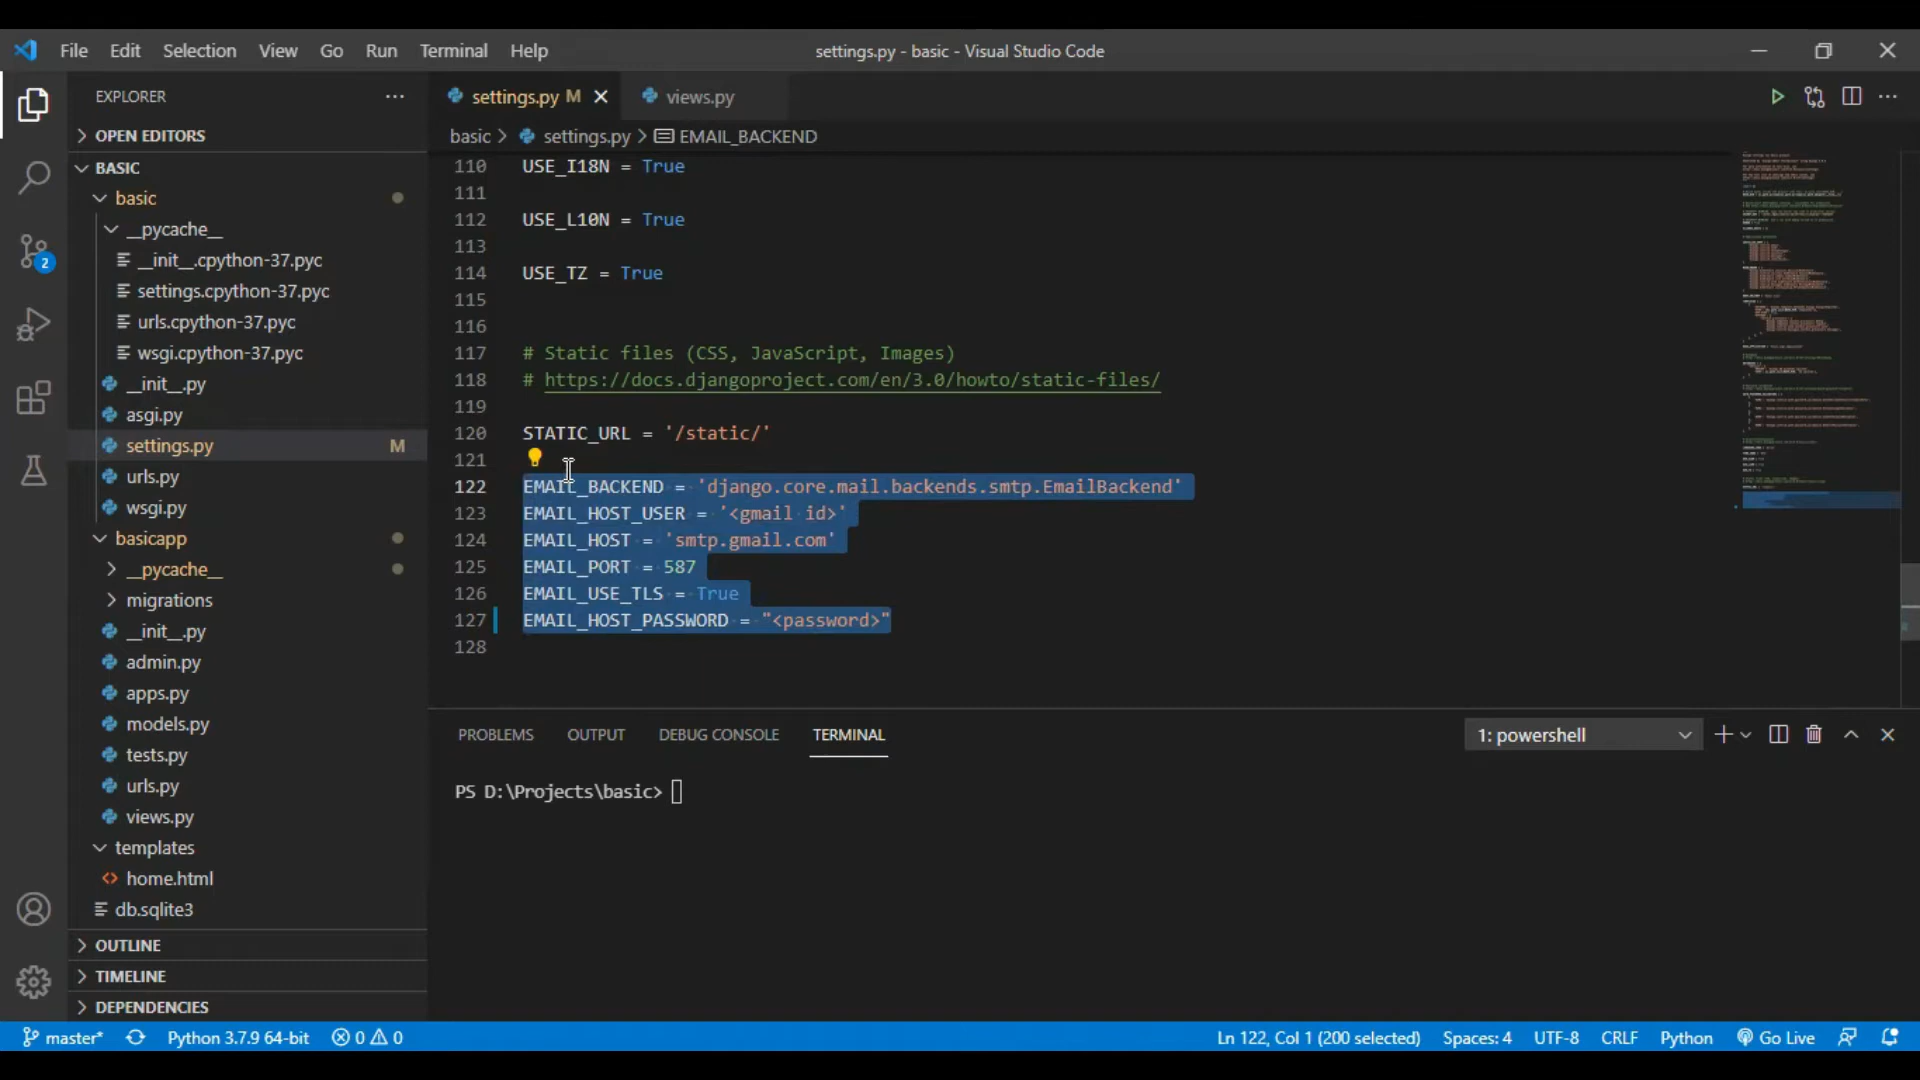 File Edit Selection View Go Run Terminal Help
settings.py - basic - Visual Studio Code
EXPLORER
OPEN EDITORS
BASIC
basic
__pycache__
__init__.cpython-37.pyc
settings.cpython-37.pyc
urls.cpython-37.pyc
wsgi.cpython-37.pyc
__init__.py
asgi.py
settings.py M
urls.py
wsgi.py
basicapp
__pycache__
migrations
__init__.py
admin.py
apps.py
models.py
tests.py
urls.py
views.py
templates
home.html
db.sqlite3
OUTLINE
TIMELINE
DEPENDENCIES
2
settings.py M views.py
basic > settings.py > EMAIL_BACKEND
110 USE_I18N = True
111
112 USE_L10N = True
113
114 USE_TZ = True
115
116
117 # Static files (CSS, JavaScript, Images)
118 # https://docs.djangoproject.com/en/3.0/howto/static-files/
119
120 STATIC_URL = '/static/'
121
122 EMAIL_BACKEND = 'django.core.mail.backends.smtp.EmailBackend'
123 EMAIL_HOST_USER = '<gmail id>'
124 EMAIL_HOST = 'smtp.gmail.com'
125 EMAIL_PORT = 587
126 EMAIL_USE_TLS = True
127 EMAIL_HOST_PASSWORD = "<password>"
128
PROBLEMS OUTPUT DEBUG CONSOLE TERMINAL
1: powershell
PS D:\Projects\basic>
master* Python 3.7.9 64-bit 0 0
Ln 122, Col 1 (200 selected) Spaces: 4 UTF-8 CRLF Python Go Live